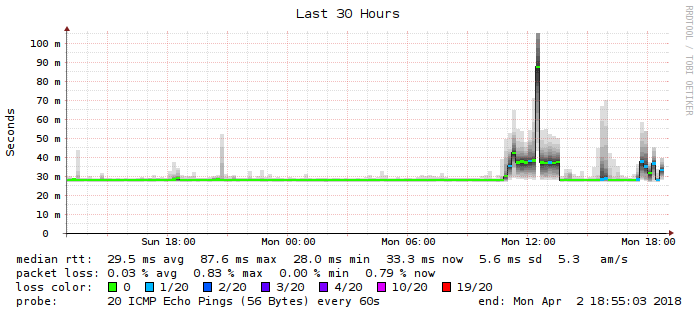 Last 30 Hours
RRDTOOL / TOBI OETIKER
Seconds
100 m
90 m
80 m
70 m
60 m
50 m
40 m
30 m
20 m
10 m
0
Sun 18:00 Mon 00:00 Mon 06:00 Mon 12:00 Mon 18:00
median rtt: 29.5 ms avg 87.6 ms max 28.0 ms min 33.3 ms now 5.6 ms sd 5.3 am/s
packet loss: 0.03 % avg 0.83 % max 0.00 % min 0.79 % now
loss color: 0 1/20 2/20 3/20 4/20 10/20 19/20
probe: 20 ICMP Echo Pings (56 Bytes) every 60s end: Mon Apr 2 18:55:03 2018